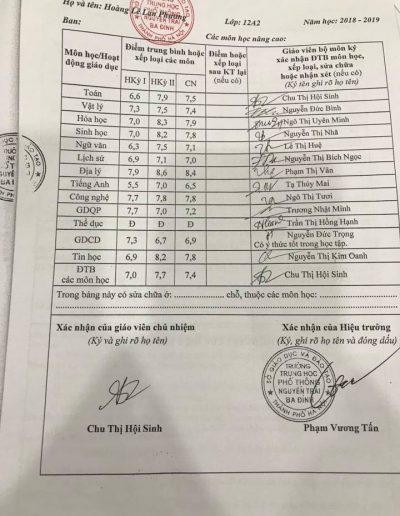 Họ và tên: Hoàng Lê Lan Phương
Ban: Lớp: 12A2 Năm học: 2018 - 2019
TRUNG HỌC
NGUYỄN TRÃI
BA ĐÌNH
Các môn học nâng cao:
Môn học/Hoạt động giáo dục | Điểm trung bình hoặc xếp loại các môn | Điểm hoặc xếp loại sau KT lại (nếu có) | Giáo viên bộ môn ký xác nhận ĐTB môn học, xếp loại, sửa chữa hoặc nhận xét (nếu có) (Ký tên ghi rõ họ tên)
HKỳ I | HKỳ II | CN
Toán 6,6 7,9 7,5 Chu Thị Hội Sinh
Vật lý 7,3 7,5 7,4 Nguyễn Đức Bình
Hóa học 7,0 8,3 7,9 Ngô Thị Uyên Minh
Sinh học 7,0 8,2 7,8 Nguyễn Thị Nhã
Ngữ văn 6,3 7,5 7,1 Lê Thị Huệ
Lịch sử 6,9 7,1 7,0 Nguyễn Thị Bích Ngọc
Địa lý 7,9 8,6 8,4 Phạm Thị Vân
Tiếng Anh 5,5 7,0 6,5 Tạ Thúy Mai
Công nghệ 7,7 7,8 7,8 Ngô Thị Tươi
GDQP 7,7 7,0 7,2 Trương Nhật Minh
Thể dục Đ Đ Đ Trần Thị Hồng Hạnh
GDCD 7,3 6,7 6,9 Nguyễn Đức Trọng
Có ý thức tốt trong học tập.
Tin học 6,9 8,2 7,8 Nguyễn Thị Kim Oanh
ĐTB các môn học 7,0 7,7 7,4 Chu Thị Hội Sinh
Trong bảng này có sửa chữa ở: .................... chỗ, thuộc các môn học: ....................
Xác nhận của giáo viên chủ nhiệm
(Ký và ghi rõ họ tên)
Chu Thị Hội Sinh
Xác nhận của Hiệu trưởng
(Ký, ghi rõ họ tên và đóng dấu)
SỞ GIÁO DỤC VÀ ĐÀO TẠO
TRƯỜNG
TRUNG HỌC
PHỔ THÔNG
NGUYỄN TRÃI
BA ĐÌNH
THÀNH PHỐ HÀ NỘI
Phạm Vương Tấn